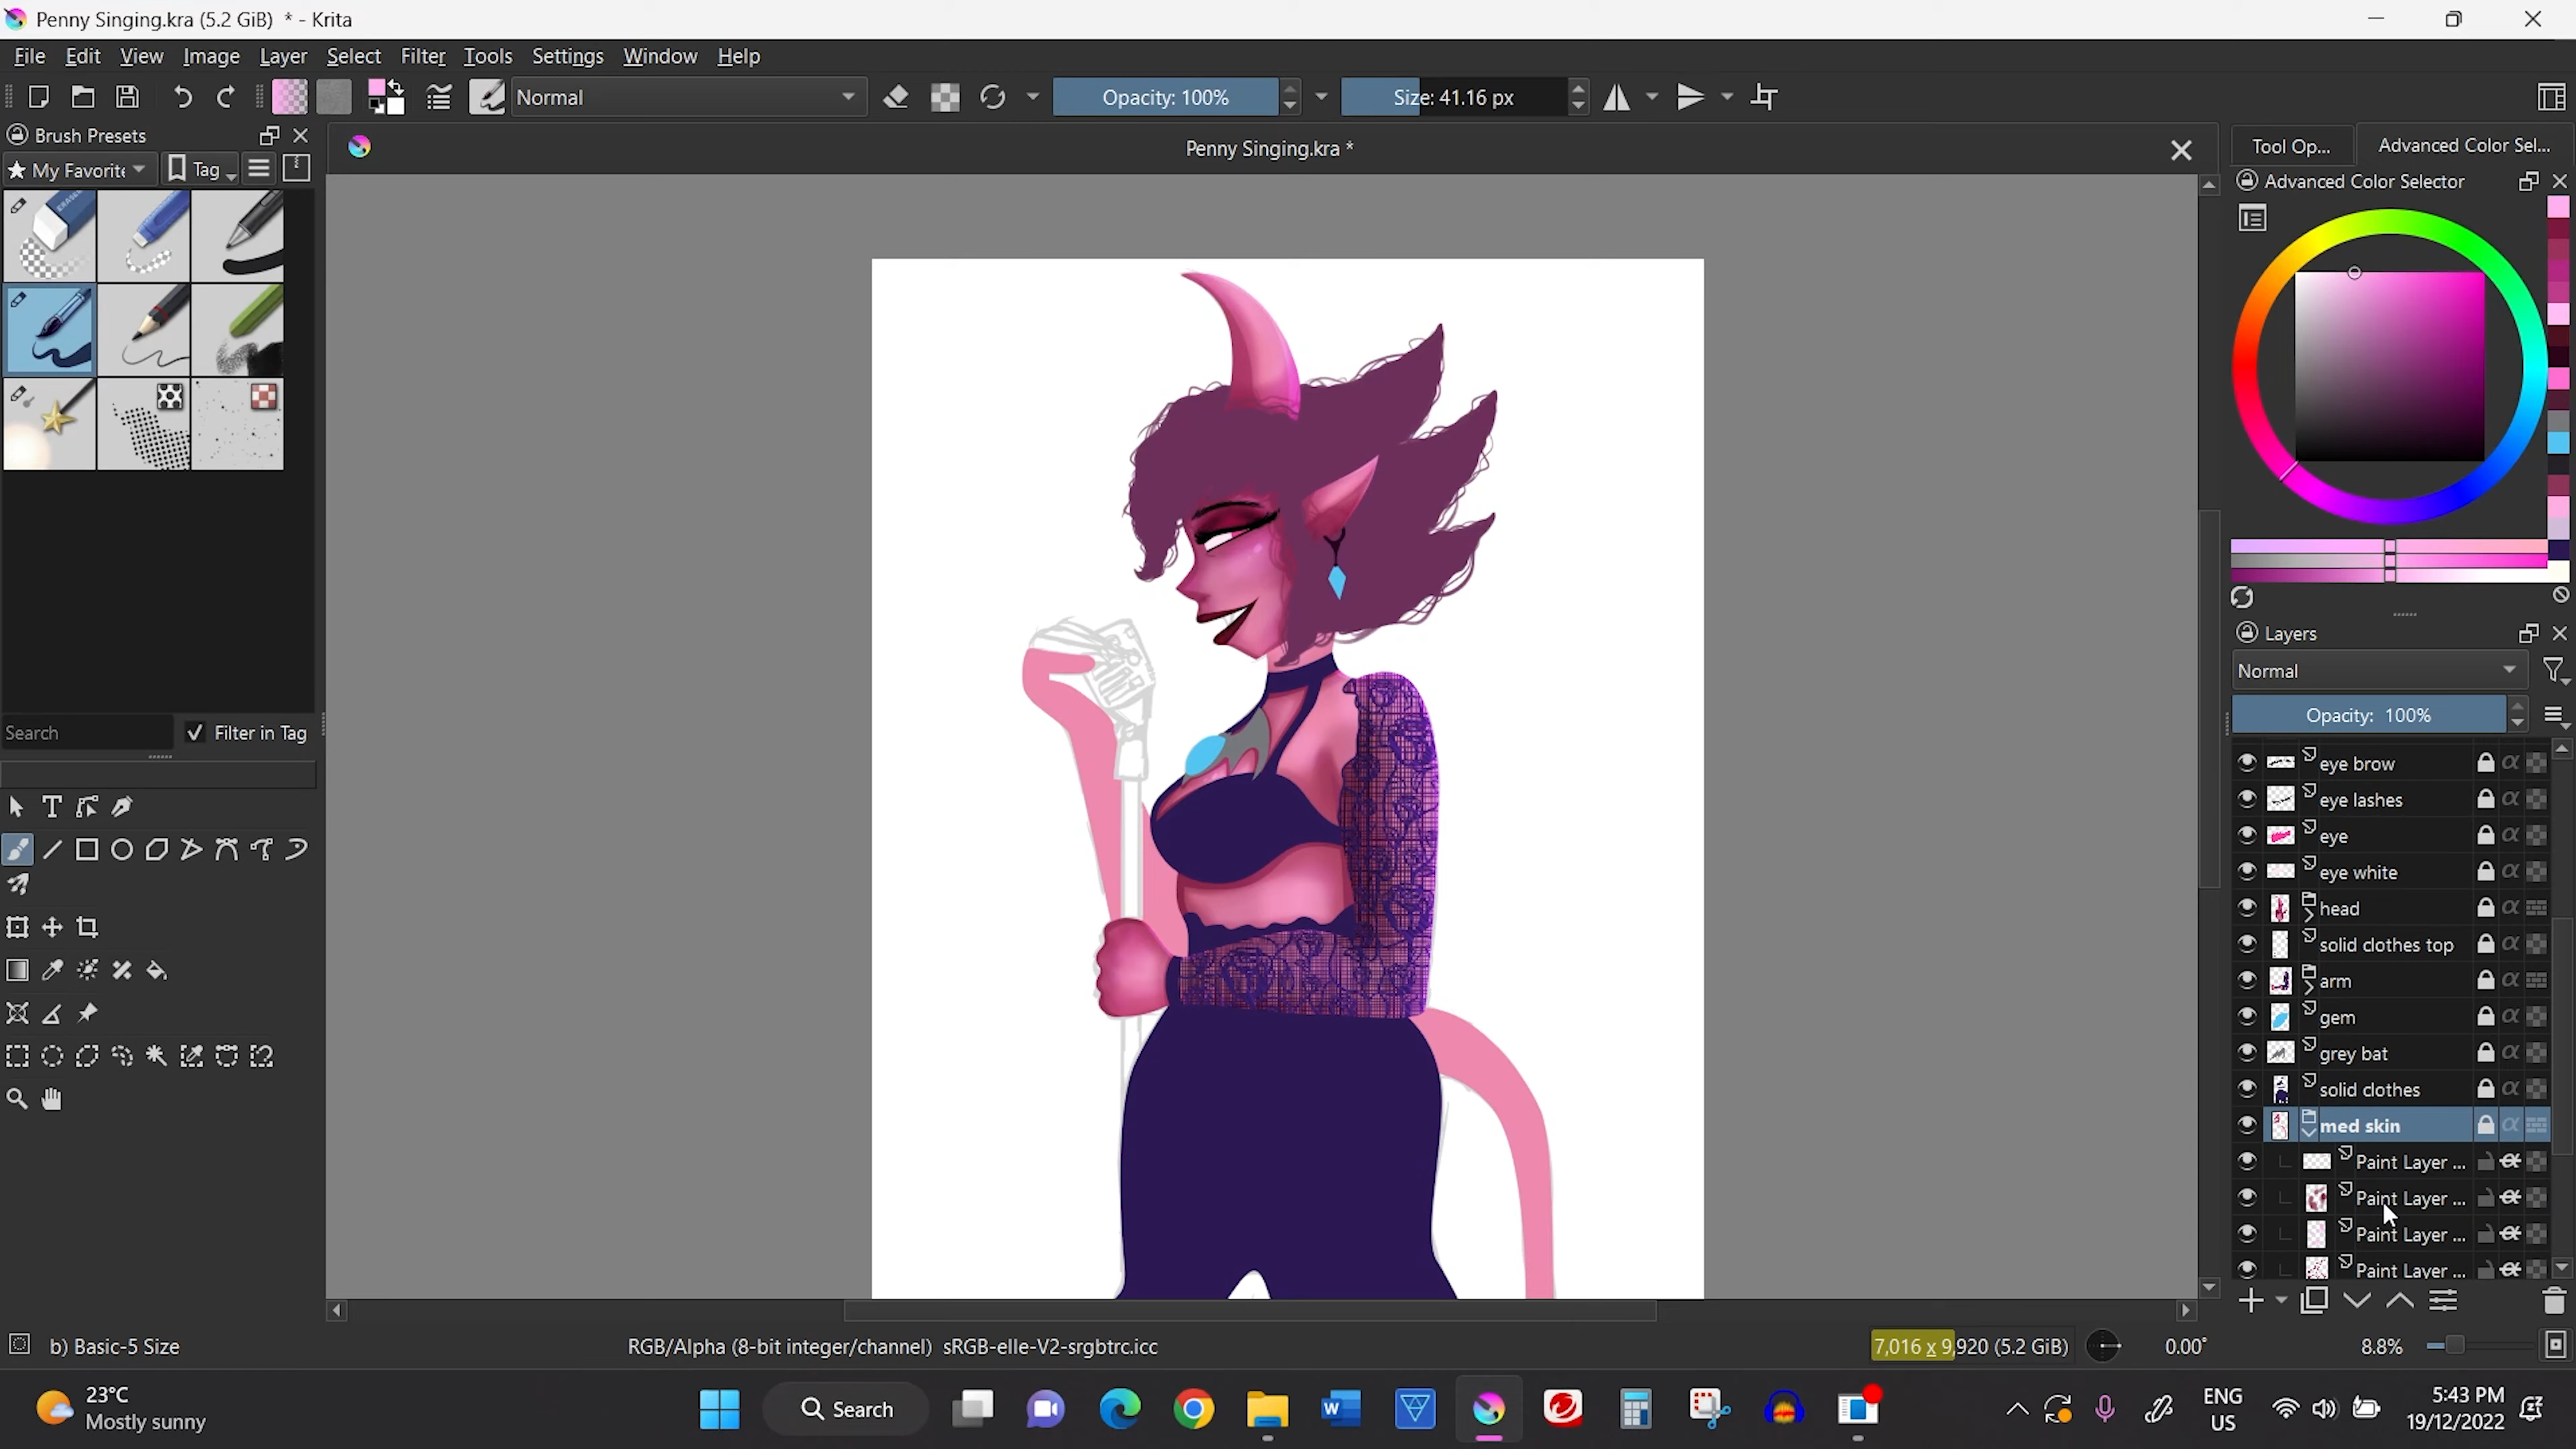 Penny Singing.kra (5.2 GiB) * - Krita
File Edit View Image Layer Select Filter Tools Settings Window Help
Normal
Opacity: 100%
Size: 41.16 px
Brush Presets
Penny Singing.kra *
Tool Op...
Advanced Color Sel...
My Favorite
Tag
Advanced Color Selector
Search
Filter in Tag
Layers
Normal
Opacity: 100%
eye brow
eye lashes
eye
eye white
head
solid clothes top
arm
gem
grey bat
solid clothes
med skin
Paint Layer ...
Paint Layer ...
Paint Layer ...
Paint Layer ...
b) Basic-5 Size
RGB/Alpha (8-bit integer/channel) sRGB-elle-V2-srgbtrc.icc
7,016 x 9,920 (5.2 GiB)
0.00°
8.8%
23°C
Mostly sunny
Search
ENG
US
5:43 PM
19/12/2022